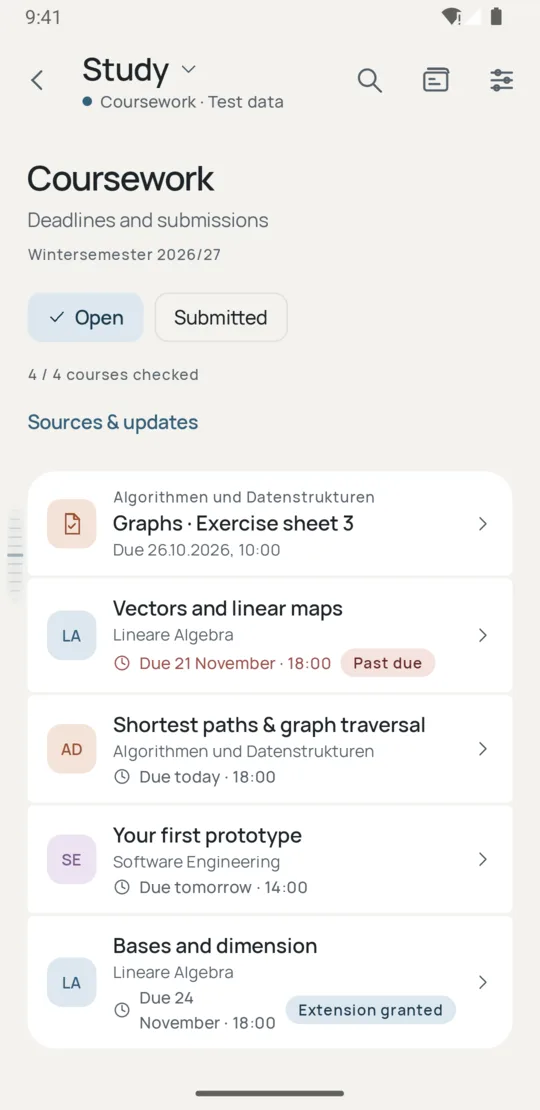 9:41
Study
Coursework · Test data
Coursework
Deadlines and submissions
Wintersemester 2026/27
Open
Submitted
4 / 4 courses checked
Sources & updates
Algorithmen und Datenstrukturen
Graphs · Exercise sheet 3
Due 26.10.2026, 10:00
LA
Vectors and linear maps
Lineare Algebra
Due 21 November · 18:00
Past due
AD
Shortest paths & graph traversal
Algorithmen und Datenstrukturen
Due today · 18:00
SE
Your first prototype
Software Engineering
Due tomorrow · 14:00
LA
Bases and dimension
Lineare Algebra
Due 24
November · 18:00
Extension granted